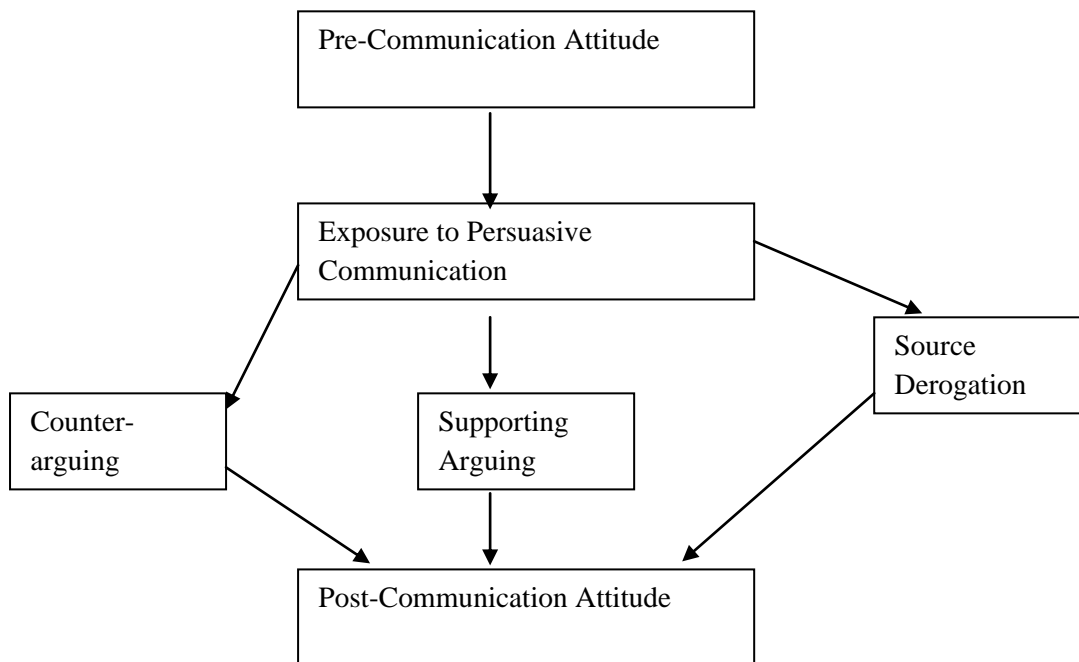 Pre-Communication Attitude
Exposure to Persuasive
Communication
Source
Derogation
Counter-
arguing
Supporting
Arguing
Post-Communication Attitude